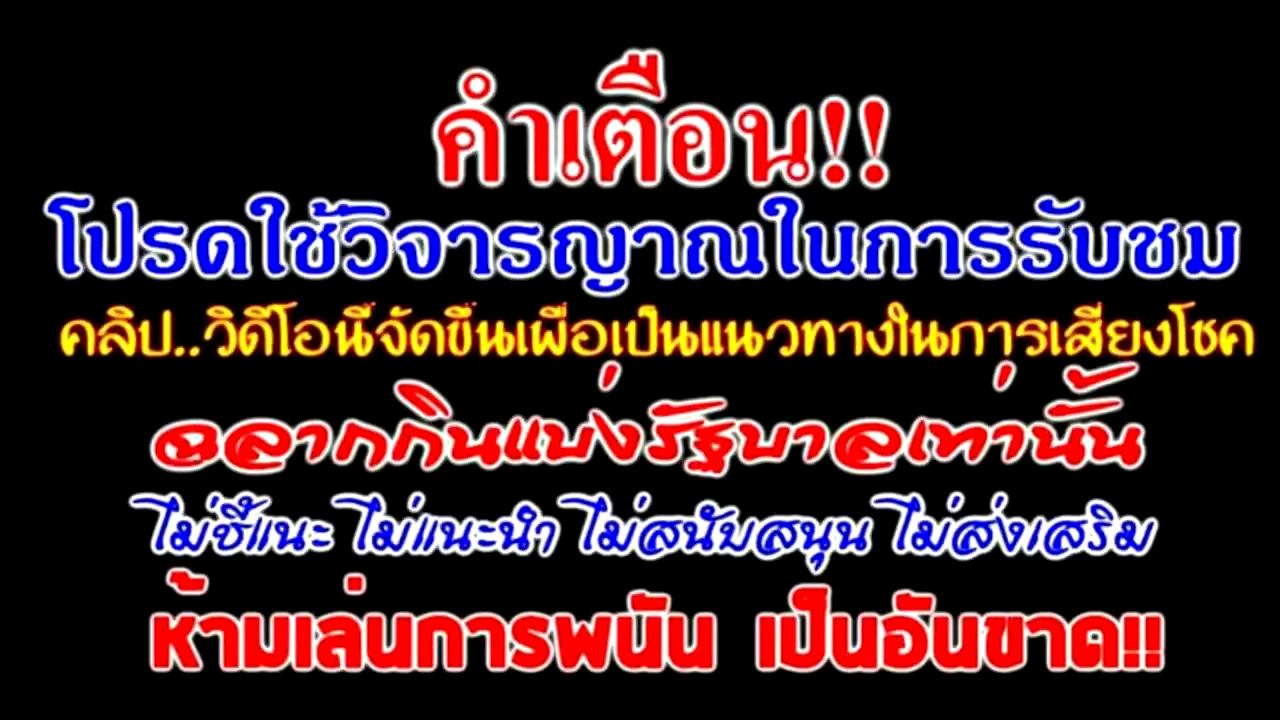 คำเตือน!!
โปรดใช้วิจารญาณในการรับชม
คลิป..วิดีโอนี้จัดขึ้นเพื่อเป็นแนวทางในการเสี่ยงโชค
ฉลากกินแบ่งรัฐบาลเท่านั้น
ไม่ชี้แนะ ไม่แนะนำ ไม่สนับสนุน ไม่ส่งเสริม
ห้ามเล่นการพนัน เป็นอันขาด!!